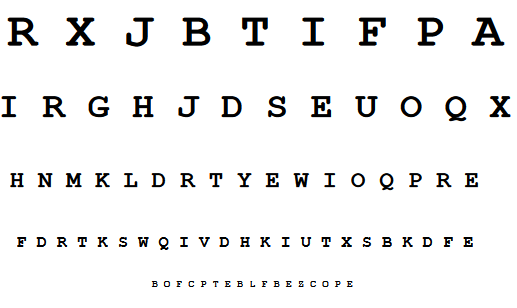 R X J B T I F P A
I R G H J D S E U O Q X
H N M K L D R T Y E W I O Q P R E
F D R T K S W Q I V D H K I U T X S B K D F E
B O F C P T E B L F B E Z C O P E